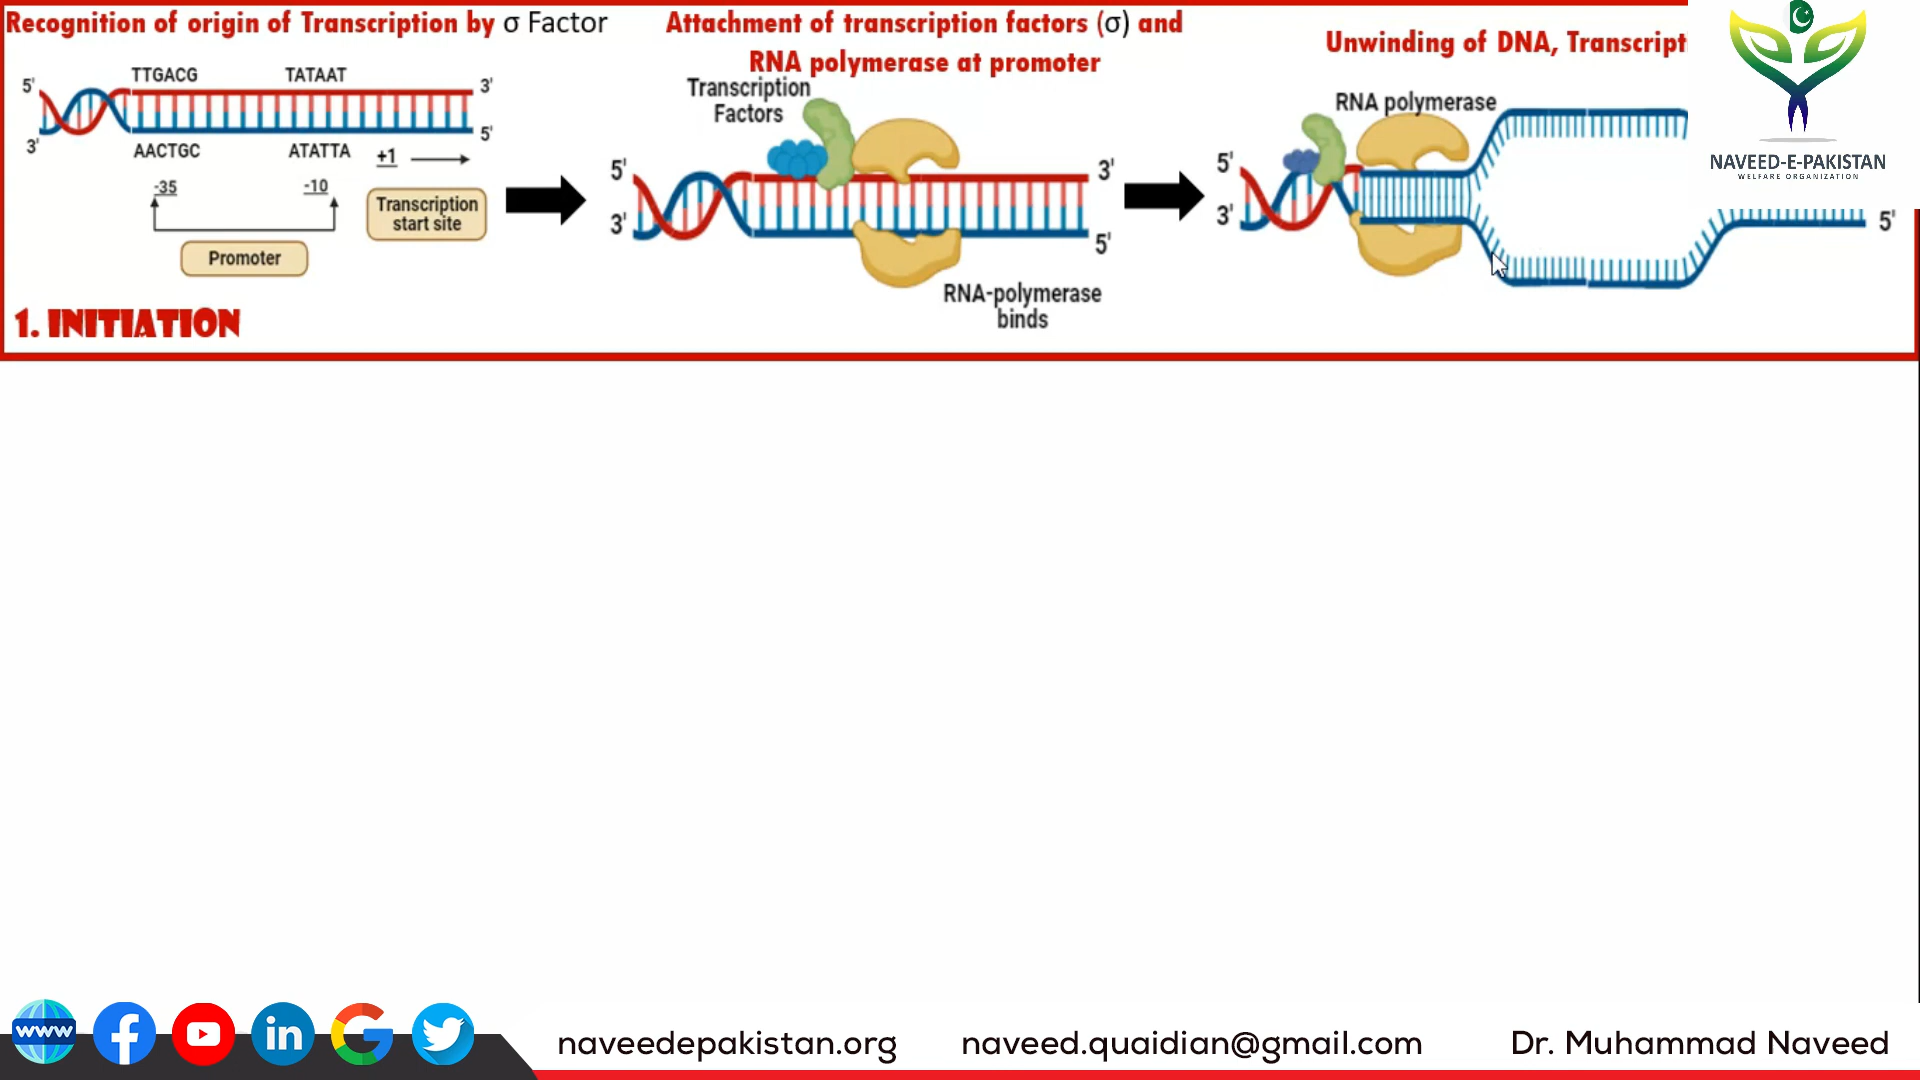 Recognition of origin of Transcription by σ Factor
5'
TTGACG
TATAAT
3'
3'
AACTGC
ATATTA
+1
5'
-35
-10
Transcription
start site
Promoter
1. INITIATION
Attachment of transcription factors (σ) and
RNA polymerase at promoter
Transcription
Factors
5'
3'
3'
5'
RNA-polymerase
binds
Unwinding of DNA, Transcript
RNA polymerase
5'
3'
5'
NAVEED-E-PAKISTAN
WELFARE ORGANIZATION
www
in
naveedepakistan.org
naveed.quaidian@gmail.com
Dr. Muhammad Naveed